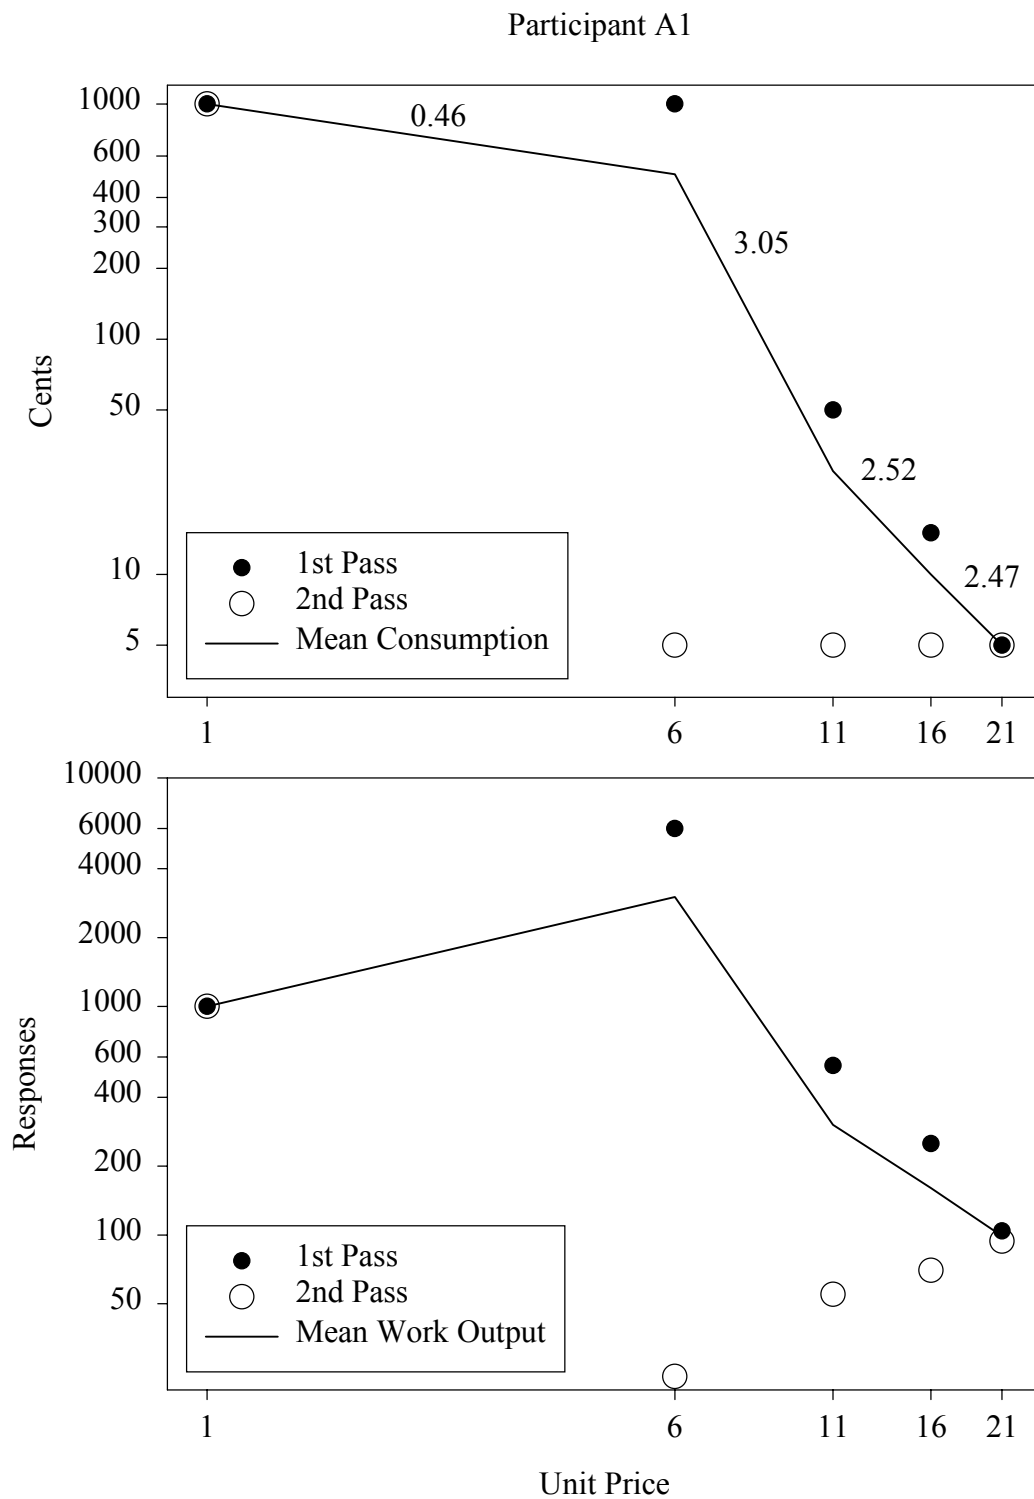 Participant A1
1000
600
400
300
200
100
50
10
5
Cents
0.46
3.05
2.52
2.47
1st Pass
2nd Pass
Mean Consumption
1 6 11 16 21
10000
6000
4000
2000
1000
600
400
200
100
50
Responses
1st Pass
2nd Pass
Mean Work Output
1 6 11 16 21
Unit Price